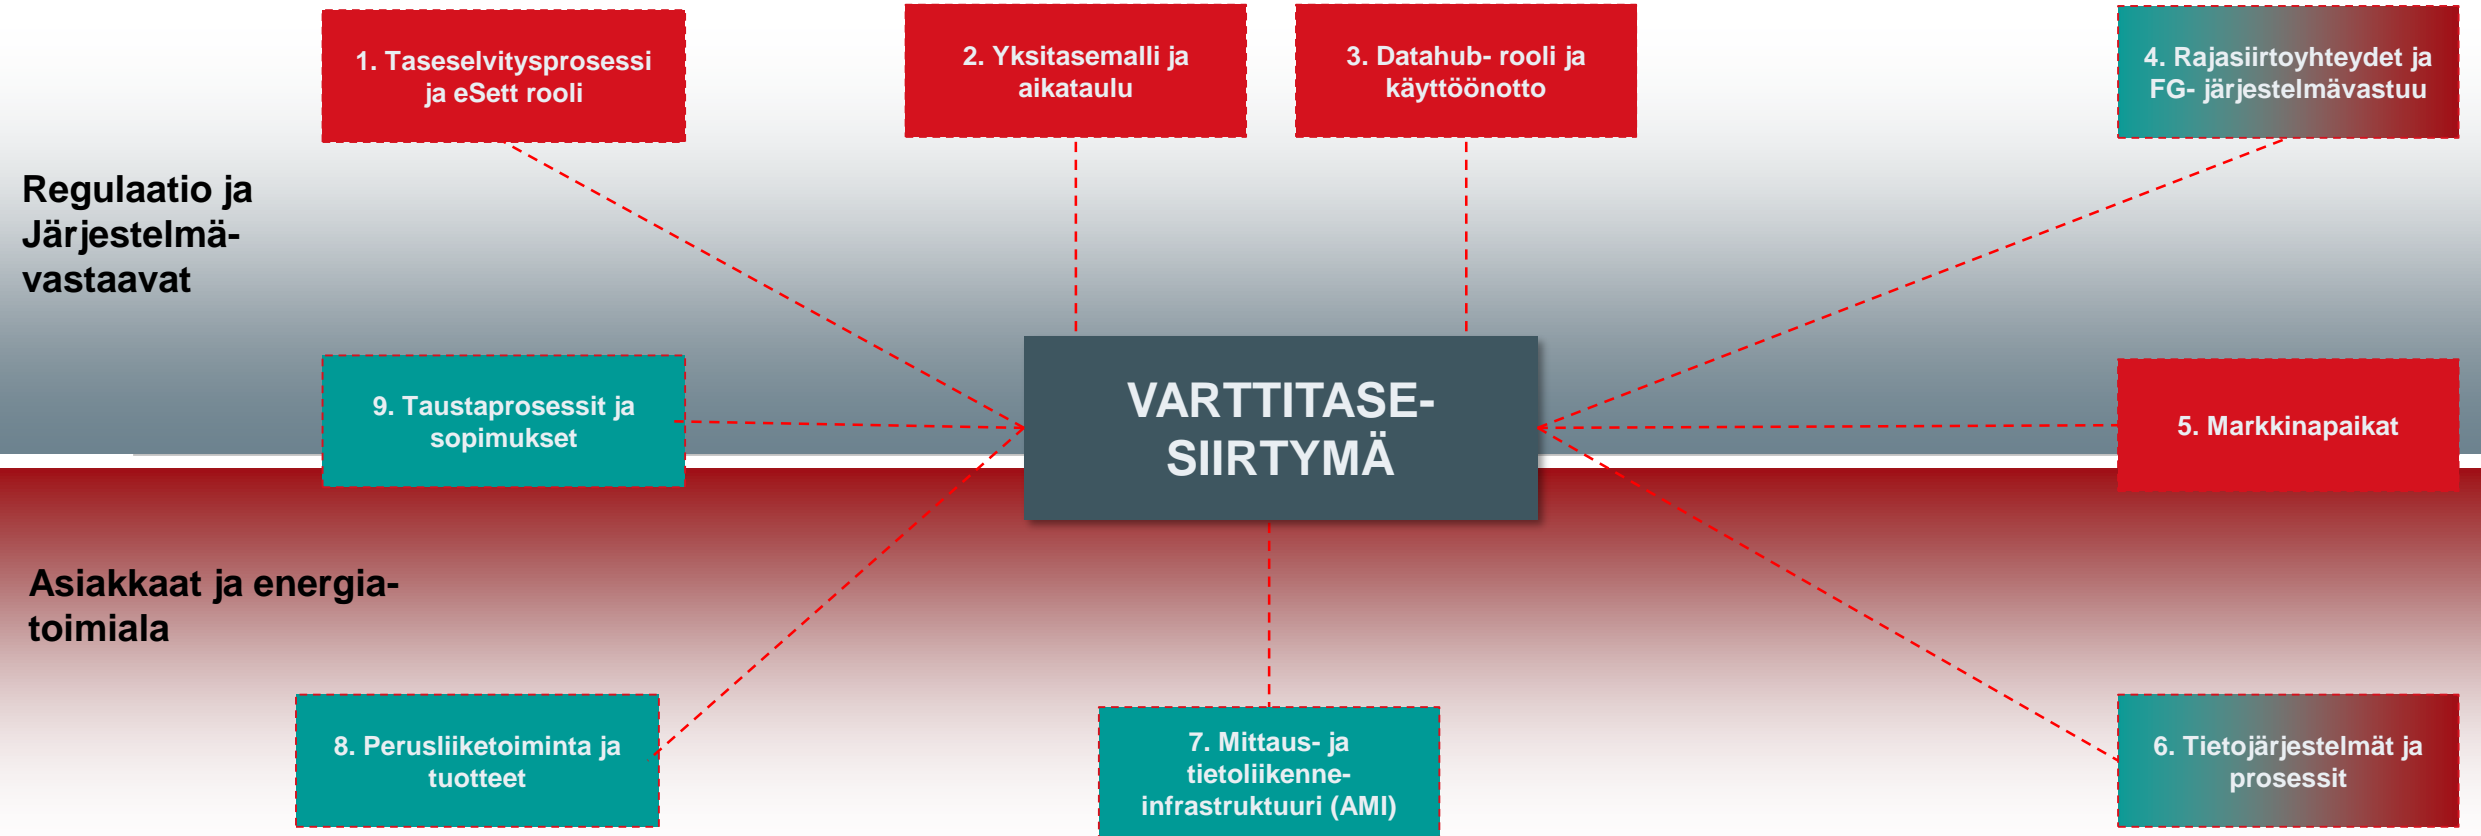 1. Taseselvitysprosessi
ja eSett rooli
2. Yksitasemalli ja
aikataulu
3. Datahub- rooli ja
käyttöönotto
4. Rajasiirtoyhteydet ja
FG- järjestelmävastuu
Regulaatio ja
Järjestelmä-
vastaavat
9. Taustaprosessit ja
sopimukset
VARTTITASE-
SIIRTYMÄ
5. Markkinapaikat
Asiakkaat ja energia-
toimiala
8. Perusliiketoiminta ja
tuotteet
7. Mittaus- ja
tietoliikenne-
infrastruktuuri (AMI)
6. Tietojärjestelmät ja
prosessit